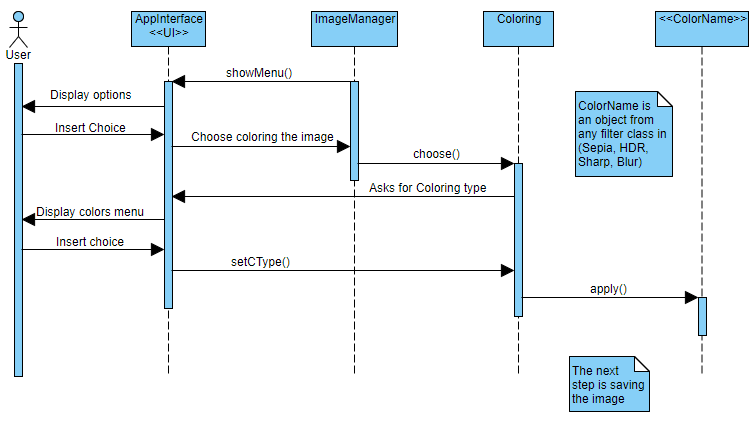 AppInterface
<<UI>>
ImageManager
Coloring
<<ColorName>>
User
showMenu()
Display options
Insert Choice
Choose coloring the image
choose()
ColorName is
an object from
any filter class in
(Sepia, HDR,
Sharp, Blur)
Asks for Coloring type
Display colors menu
Insert choice
setCType()
apply()
The next
step is saving
the image